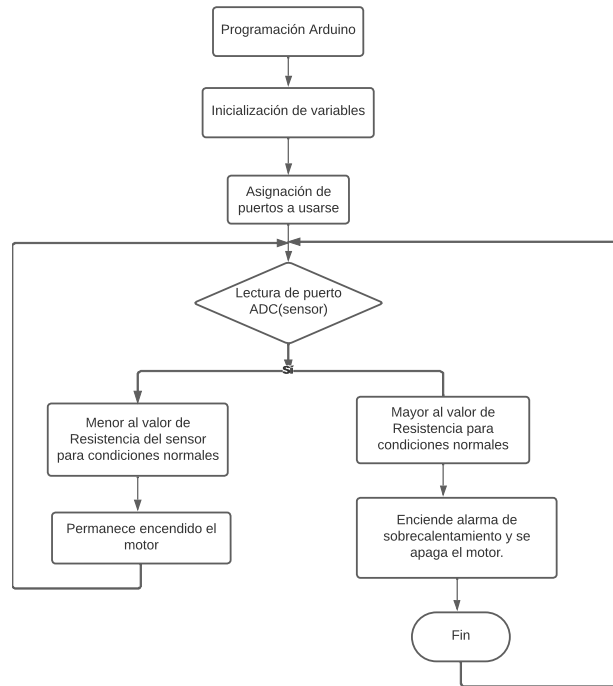 Programación Arduino
Inicialización de variables
Asignación de
puertos a usarse
Lectura de puerto
ADC(sensor)
Sí
Menor al valor de
Resistencia del sensor
para condiciones normales
Mayor al valor de
Resistencia para
condiciones normales
Permanece encendido el
motor
Enciende alarma de
sobrecalentamiento y se
apaga el motor.
Fin